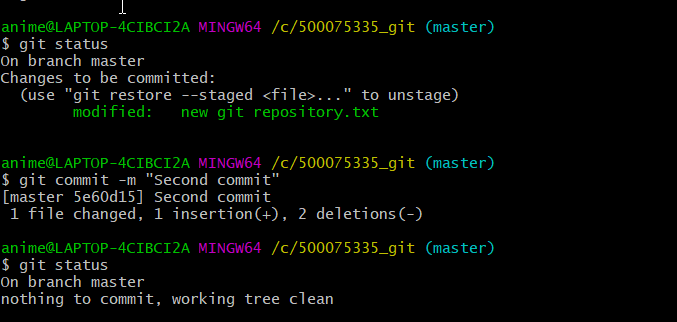 anime@LAPTOP-4CIBCI2A MINGW64 /c/500075335_git (master)
$ git status
On branch master
Changes to be committed:
  (use "git restore --staged <file>..." to unstage)
        modified:   new git repository.txt

anime@LAPTOP-4CIBCI2A MINGW64 /c/500075335_git (master)
$ git commit -m "Second commit"
[master 5e60d15] Second commit
 1 file changed, 1 insertion(+), 2 deletions(-)

anime@LAPTOP-4CIBCI2A MINGW64 /c/500075335_git (master)
$ git status
On branch master
nothing to commit, working tree clean